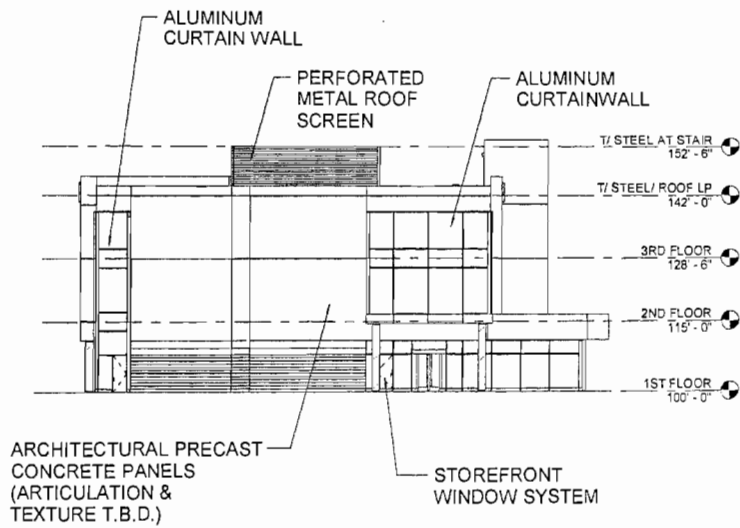 ALUMINUM
CURTAIN WALL
PERFORATED
METAL ROOF
SCREEN
ALUMINUM
CURTAINWALL
T/ STEEL AT STAIR
152' - 6"
T/ STEEL/ ROOF LP
142' - 0"
3RD FLOOR
128' - 6"
2ND FLOOR
115' - 0"
1ST FLOOR
100' - 0"
ARCHITECTURAL PRECAST
CONCRETE PANELS
(ARTICULATION &
TEXTURE T.B.D.)
STOREFRONT
WINDOW SYSTEM